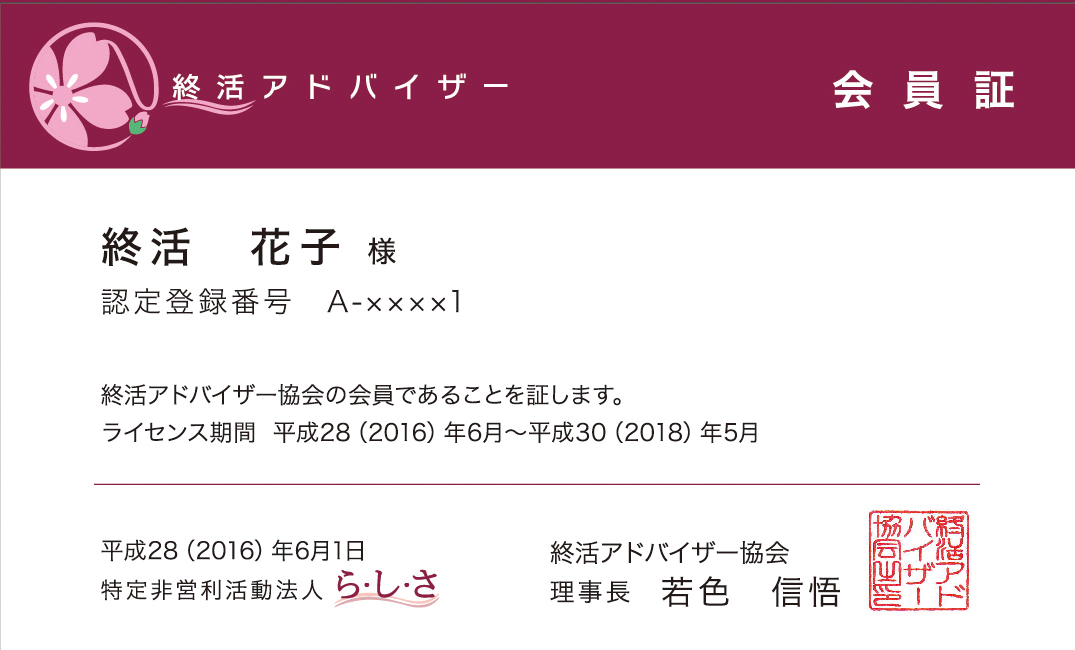 終活アドバイザー
会員証
終活　花子 様
認定登録番号　A-××××1
終活アドバイザー協会の会員であることを証します。
ライセンス期間　平成28（2016）年6月～平成30（2018）年5月
平成28（2016）年6月1日
特定非営利活動法人 ら・し・さ
終活アドバイザー協会
理事長　若色　信悟
終活アド
バイザー
協会之印